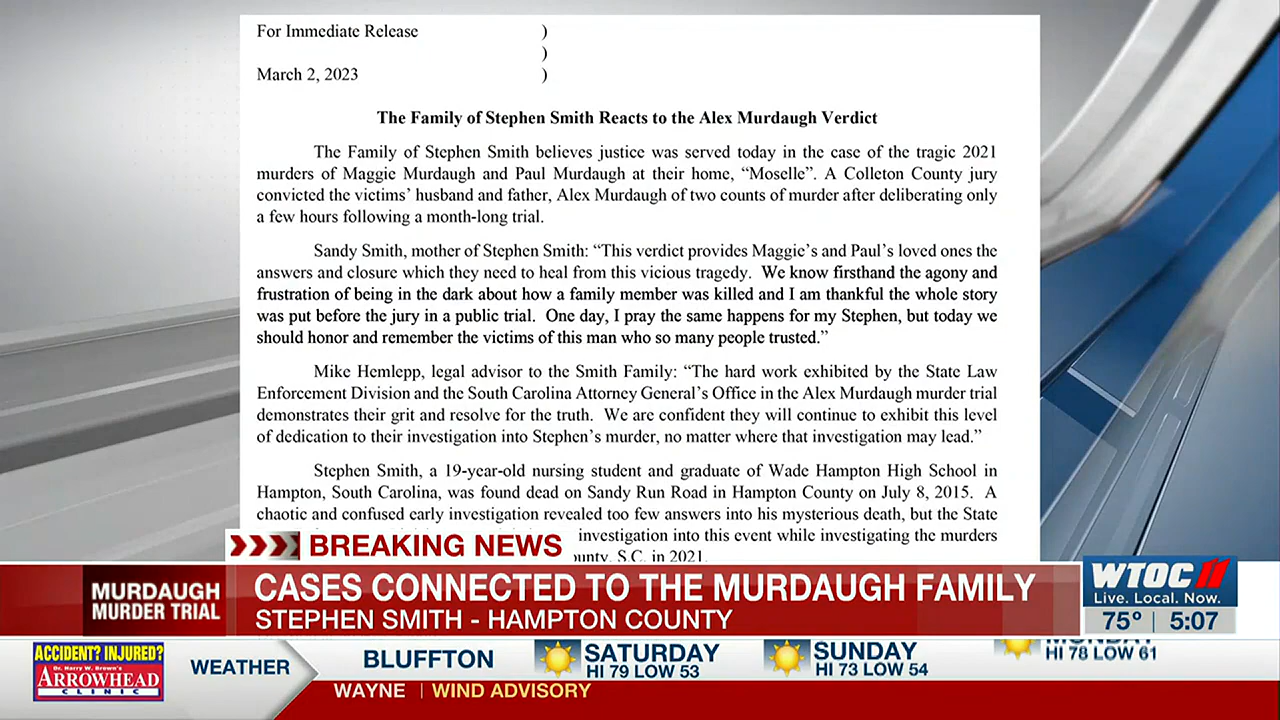 For Immediate Release )
)
March 2, 2023 )
The Family of Stephen Smith Reacts to the Alex Murdaugh Verdict
The Family of Stephen Smith believes justice was served today in the case of the tragic 2021
murders of Maggie Murdaugh and Paul Murdaugh at their home, “Moselle”. A Colleton County jury
convicted the victims’ husband and father, Alex Murdaugh of two counts of murder after deliberating only
a few hours following a month-long trial.
Sandy Smith, mother of Stephen Smith: “This verdict provides Maggie’s and Paul’s loved ones the
answers and closure which they need to heal from this vicious tragedy. We know firsthand the agony and
frustration of being in the dark about how a family member was killed and I am thankful the whole story
was put before the jury in a public trial. One day, I pray the same happens for my Stephen, but today we
should honor and remember the victims of this man who so many people trusted.”
Mike Hemlepp, legal advisor to the Smith Family: “The hard work exhibited by the State Law
Enforcement Division and the South Carolina Attorney General’s Office in the Alex Murdaugh murder trial
demonstrates their grit and resolve for the truth. We are confident they will continue to exhibit this level
of dedication to their investigation into Stephen’s murder, no matter where that investigation may lead.”
Stephen Smith, a 19-year-old nursing student and graduate of Wade Hampton High School in
Hampton, South Carolina, was found dead on Sandy Run Road in Hampton County on July 8, 2015. A
chaotic and confused early investigation revealed too few answers into his mysterious death, but the State
investigation into this event while investigating the murders
S.C. in 2021.
BREAKING NEWS
MURDAUGH
MURDER TRIAL
CASES CONNECTED TO THE MURDAUGH FAMILY
STEPHEN SMITH - HAMPTON COUNTY
WTOC 11
Live. Local. Now.
75° | 5:07
ACCIDENT? INJURED?
Dr. Harry W. Brown's
ARROWHEAD
CLINIC
WEATHER
BLUFFTON
SATURDAY
HI 79 LOW 53
SUNDAY
HI 73 LOW 54
MONDAY
HI 78 LOW 61
WAYNE | WIND ADVISORY